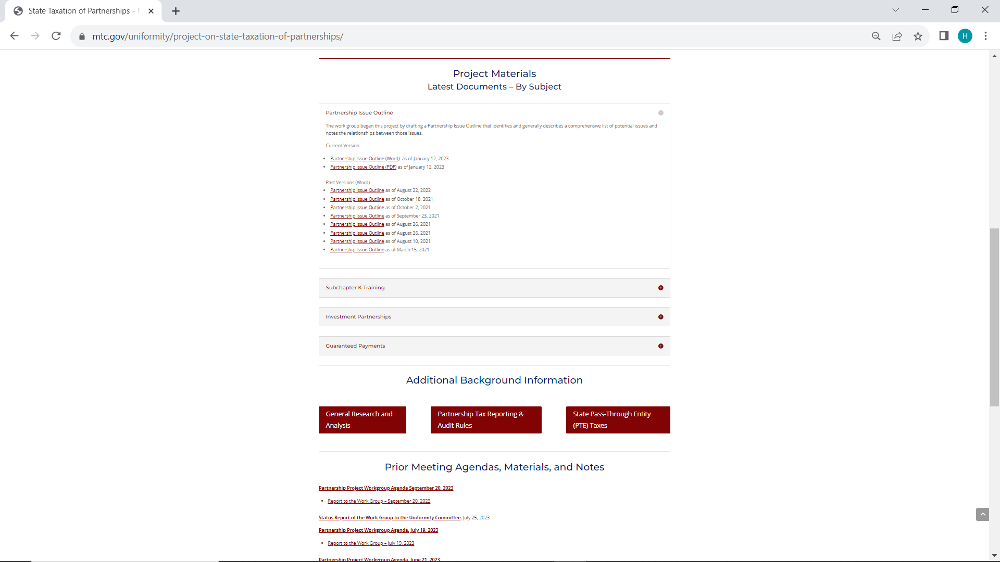 State Taxation of Partnerships -
mtc.gov/uniformity/project-on-state-taxation-of-partnerships/
H
Project Materials
Latest Documents – By Subject
Partnership Issue Outline
The work group began this project by drafting a Partnership Issue Outline that identifies and generally describes a comprehensive list of potential issues and
notes the relationships between those issues.
Current Version
• Partnership Issue Outline (Word) as of January 12, 2023
• Partnership Issue Outline (PDF) as of January 12, 2023
Past Versions (Word)
• Partnership Issue Outline as of August 22, 2022
• Partnership Issue Outline as of October 18, 2021
• Partnership Issue Outline as of October 2, 2021
• Partnership Issue Outline as of September 23, 2021
• Partnership Issue Outline as of August 26, 2021
• Partnership Issue Outline as of August 26, 2021
• Partnership Issue Outline as of August 10, 2021
• Partnership Issue Outline as of March 15, 2021
Subchapter K Training
Investment Partnerships
Guaranteed Payments
Additional Background Information
General Research and
Analysis
Partnership Tax Reporting &
Audit Rules
State Pass-Through Entity
(PTE) Taxes
Prior Meeting Agendas, Materials, and Notes
Partnership Project Workgroup Agenda September 20, 2023
• Report to the Work Group – September 20, 2023
Status Report of the Work Group to the Uniformity Committee, July 25, 2023
Partnership Project Workgroup Agenda, July 19, 2023
• Report to the Work Group – July 19, 2023
Partnership Project Workgroup Agenda, June 21, 2023